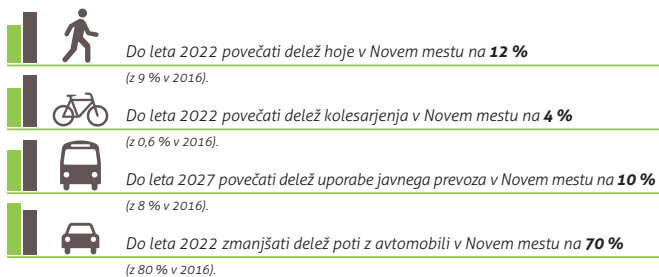 Do leta 2022 povečati delež hoje v Novem mestu na 12 %
(z 9 % v 2016).
Do leta 2022 povečati delež kolesarjenja v Novem mestu na 4 %
(z 0,6 % v 2016).
Do leta 2027 povečati delež uporabe javnega prevoza v Novem mestu na 10 %
(z 8 % v 2016).
Do leta 2022 zmanjšati delež poti z avtomobili v Novem mestu na 70 %
(z 80 % v 2016).